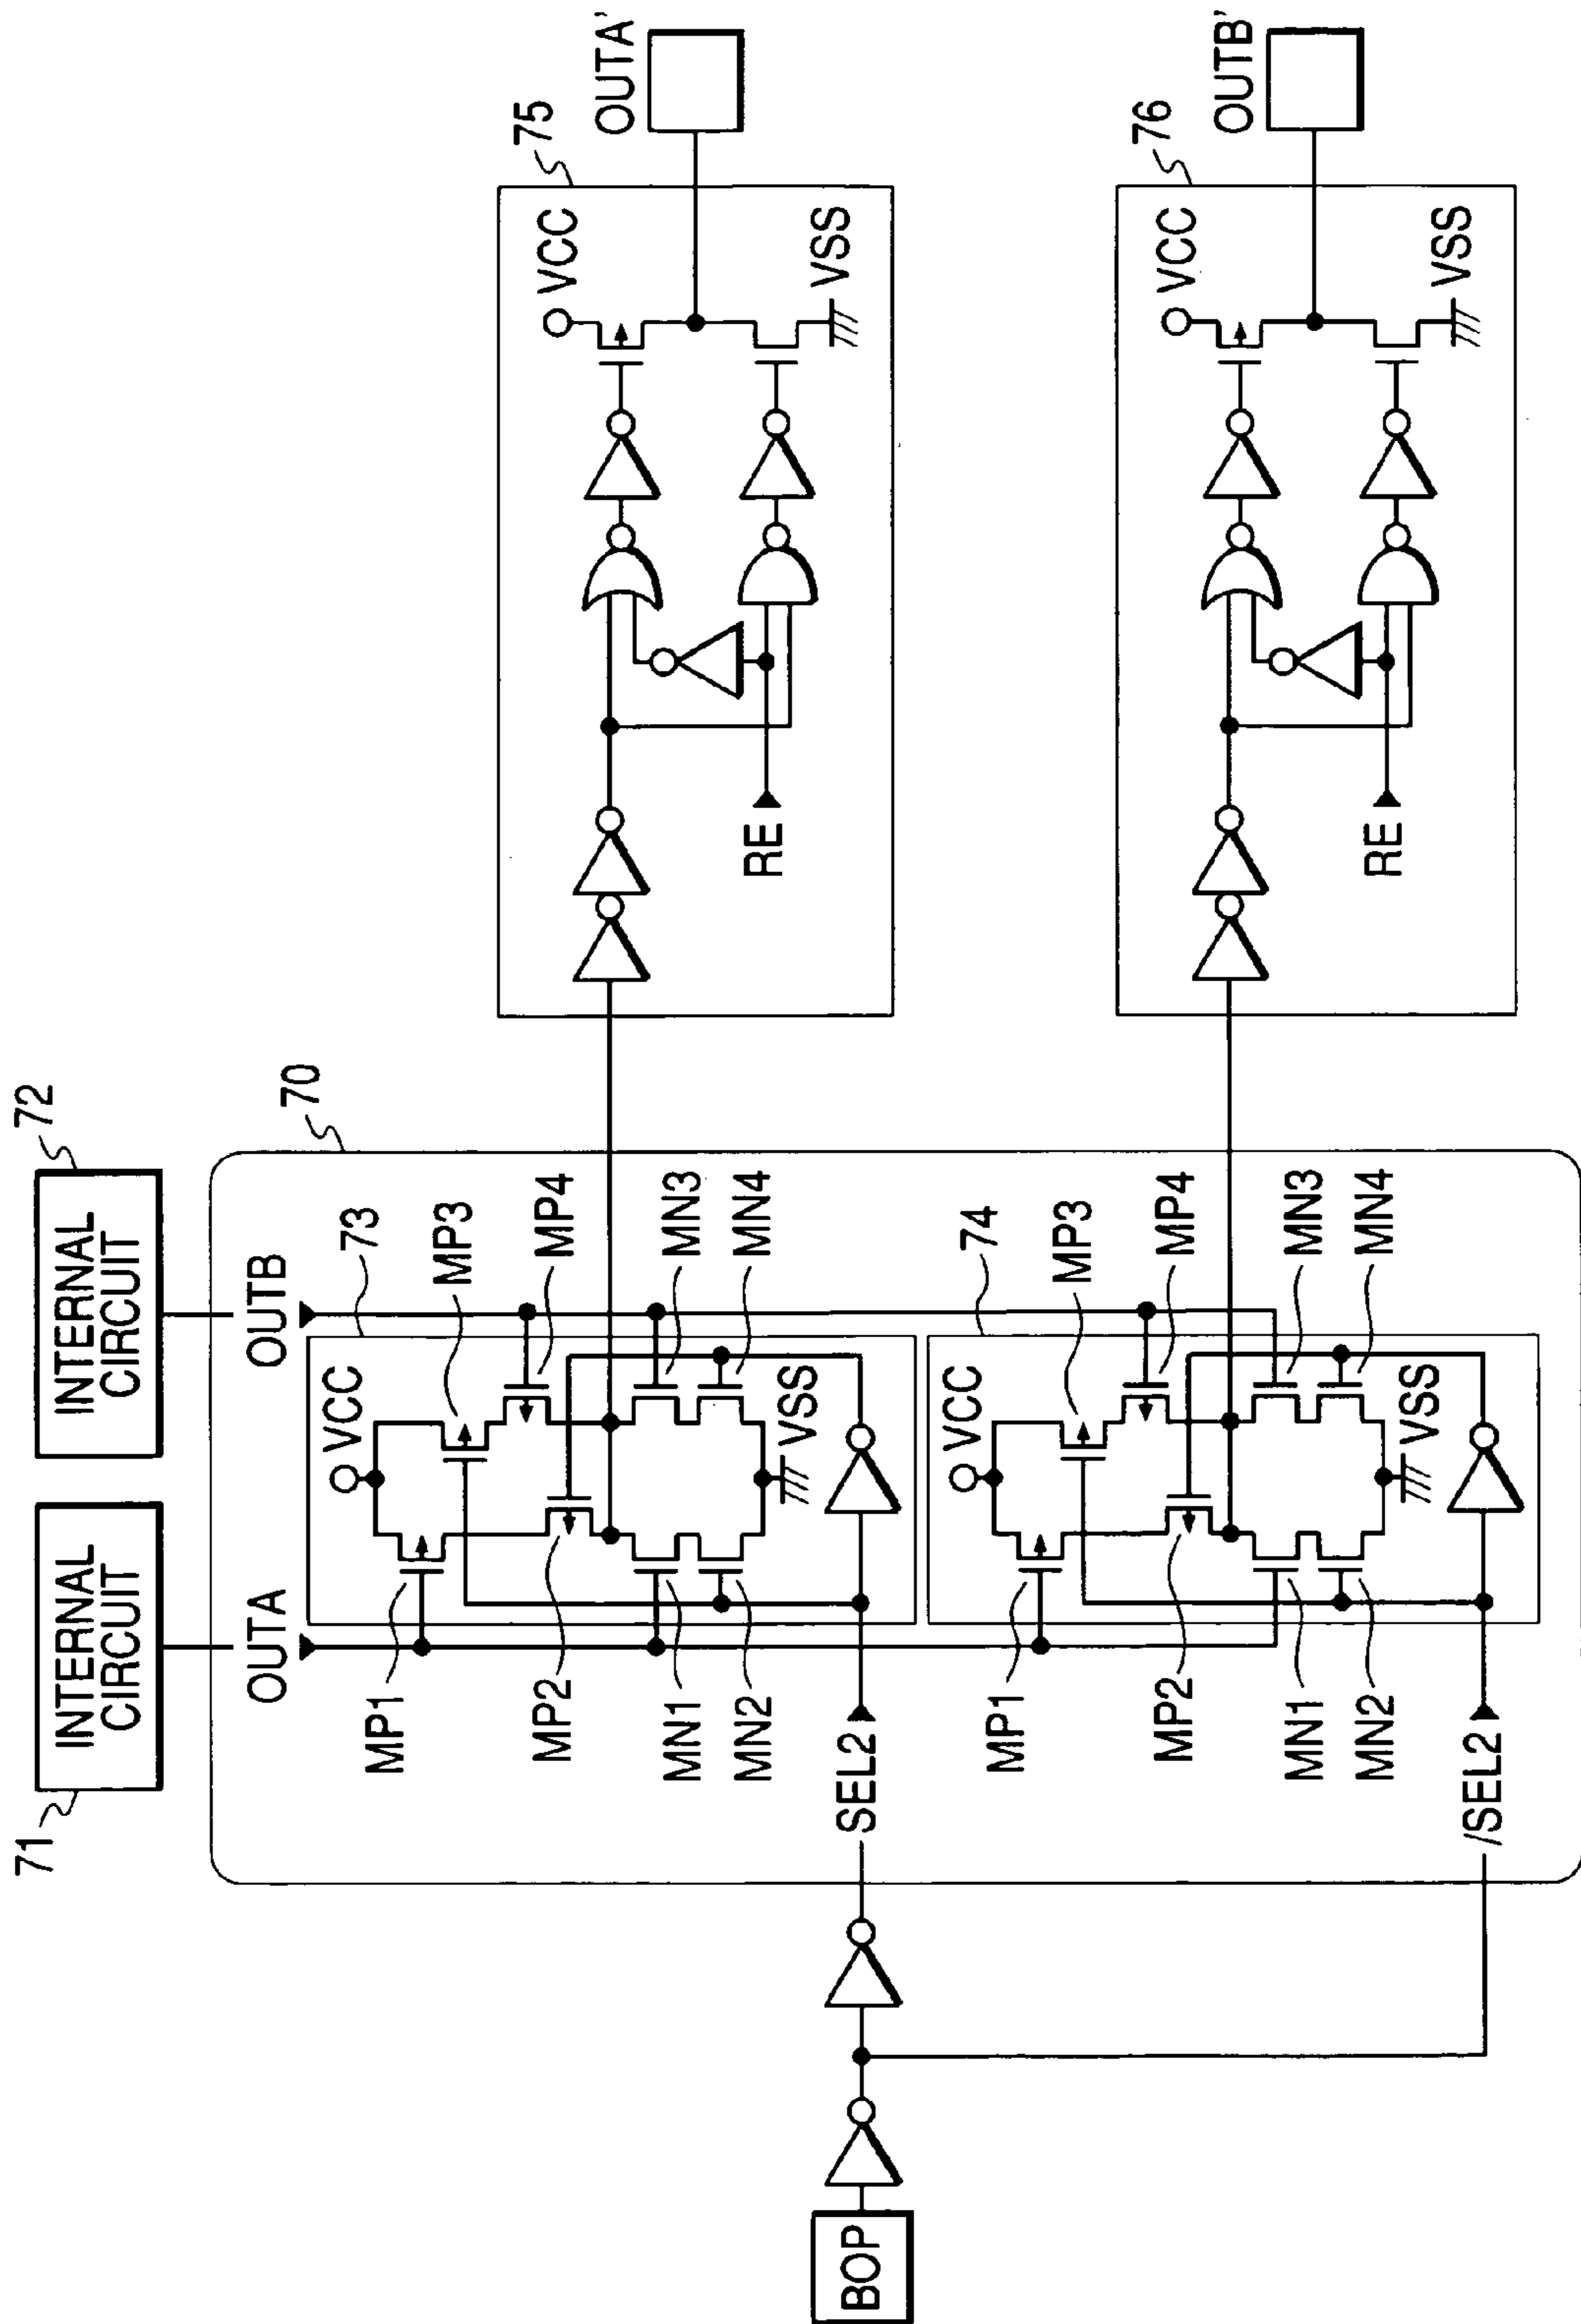 71
INTERNAL
CIRCUIT
INTERNAL
CIRCUIT
72
70
OUTA
OUTB
73
VCC
MP1
MP3
MP2
MP4
MN1
MN3
MN2
MN4
VSS
SEL2
74
VCC
MP1
MP3
MP2
MP4
MN1
MN3
MN2
MN4
VSS
/SEL2
BOP
75
VCC
VSS
RE
OUTA'
76
VCC
VSS
RE
OUTB'